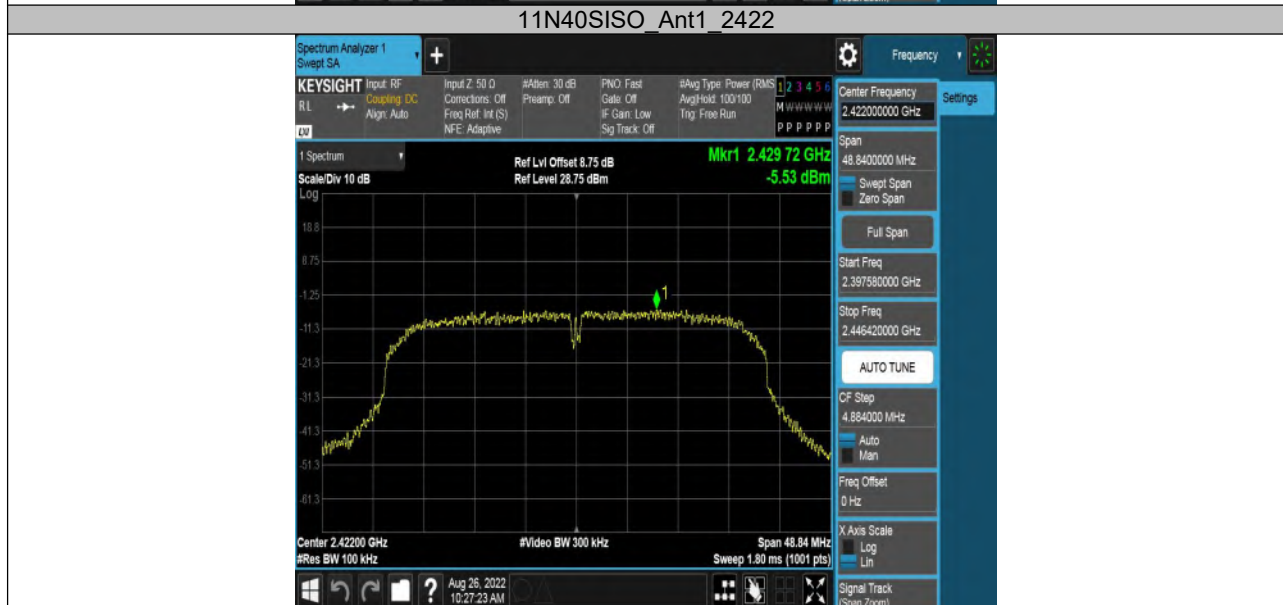 11N40SISO_Ant1_2422
Spectrum Analyzer 1
Swept SA
+
Frequency
KEYSIGHT
RL
Input: RF
Coupling: DC
Align: Auto
Input Z: 50 Ω
Corrections: Off
Freq Ref: Int (S)
NFE: Adaptive
#Atten: 30 dB
Preamp: Off
PNO: Fast
Gate: Off
IF Gain: Low
Sig Track: Off
#Avg Type: Power (RMS
Avg|Hold: 100/100
Trig: Free Run
1 2 3 4 5 6
M W W W W W
P P P P P P
LXI
1 Spectrum
Scale/Div 10 dB
Log
Ref Lvl Offset 8.75 dB
Ref Level 28.75 dBm
Mkr1 2.429 72 GHz
-5.53 dBm
18.8
8.75
-1.25
-11.3
-21.3
-31.3
-41.3
-51.3
-61.3
1
Center 2.42200 GHz
#Res BW 100 kHz
#Video BW 300 kHz
Span 48.84 MHz
Sweep 1.80 ms (1001 pts)
Center Frequency
2.422000000 GHz
Settings
Span
48.8400000 MHz
Swept Span
Zero Span
Full Span
Start Freq
2.397580000 GHz
Stop Freq
2.446420000 GHz
AUTO TUNE
CF Step
4.884000 MHz
Auto
Man
Freq Offset
0 Hz
X Axis Scale
Log
Lin
Signal Track
(Span Zoom)
?
Aug 26, 2022
10:27:23 AM